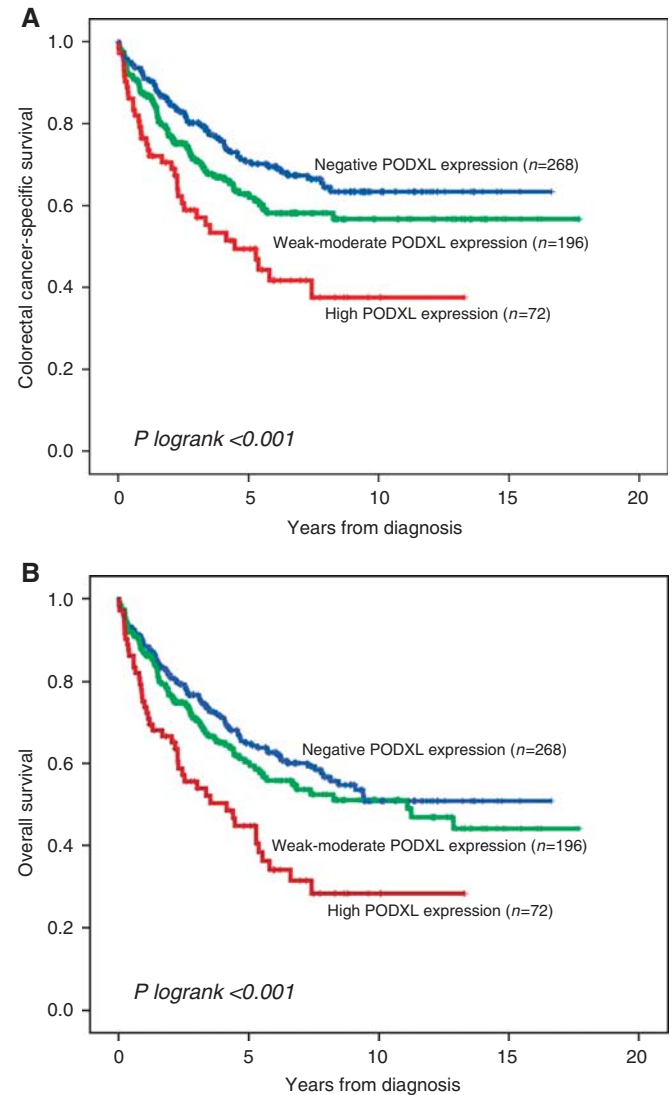 A
Colorectal cancer-specific survival
1.0
0.8
0.6
0.4
0.2
0.0
Negative PODXL expression (n=268)
Weak-moderate PODXL expression (n=196)
High PODXL expression (n=72)
P logrank <0.001
0 5 10 15 20
Years from diagnosis
B
Overall survival
1.0
0.8
0.6
0.4
0.2
0.0
Negative PODXL expression (n=268)
Weak-moderate PODXL expression (n=196)
High PODXL expression (n=72)
P logrank <0.001
0 5 10 15 20
Years from diagnosis